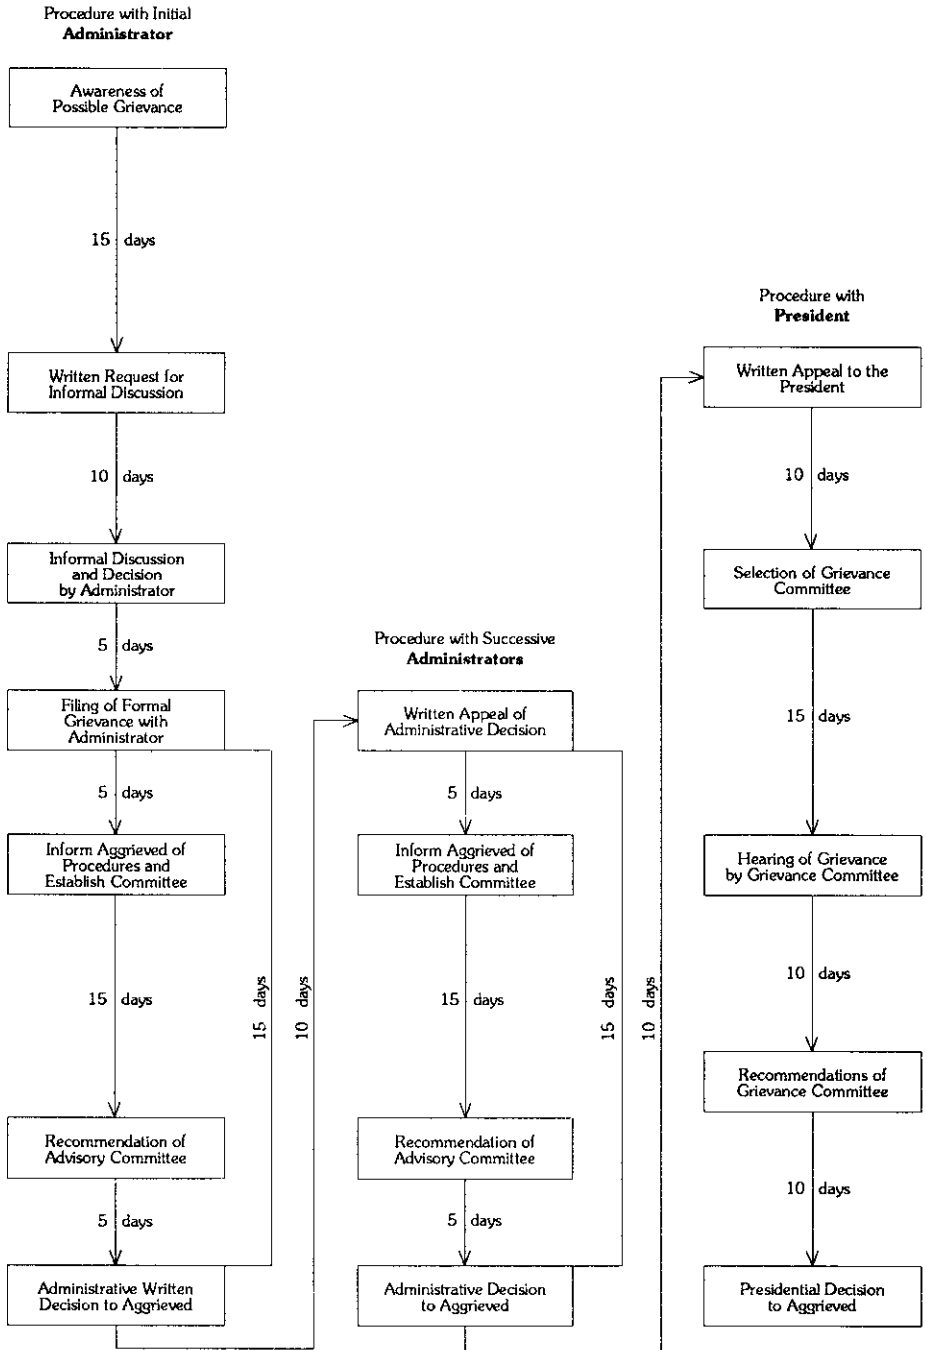 Procedure with Initial
Administrator
Awareness of
Possible Grievance
15 days
Written Request for
Informal Discussion
10 days
Informal Discussion
and Decision
by Administrator
5 days
Filing of Formal
Grievance with
Administrator
5 days
Inform Aggrieved of
Procedures and
Establish Committee
15 days
Recommendation of
Advisory Committee
5 days
Administrative Written
Decision to Aggrieved
15 days
10 days
Procedure with Successive
Administrators
Written Appeal of
Administrative Decision
5 days
Inform Aggrieved of
Procedures and
Establish Committee
15 days
Recommendation of
Advisory Committee
5 days
Administrative Decision
to Aggrieved
15 days
10 days
Procedure with
President
Written Appeal to the
President
10 days
Selection of Grievance
Committee
15 days
Hearing of Grievance
by Grievance Committee
10 days
Recommendations of
Grievance Committee
10 days
Presidential Decision
to Aggrieved